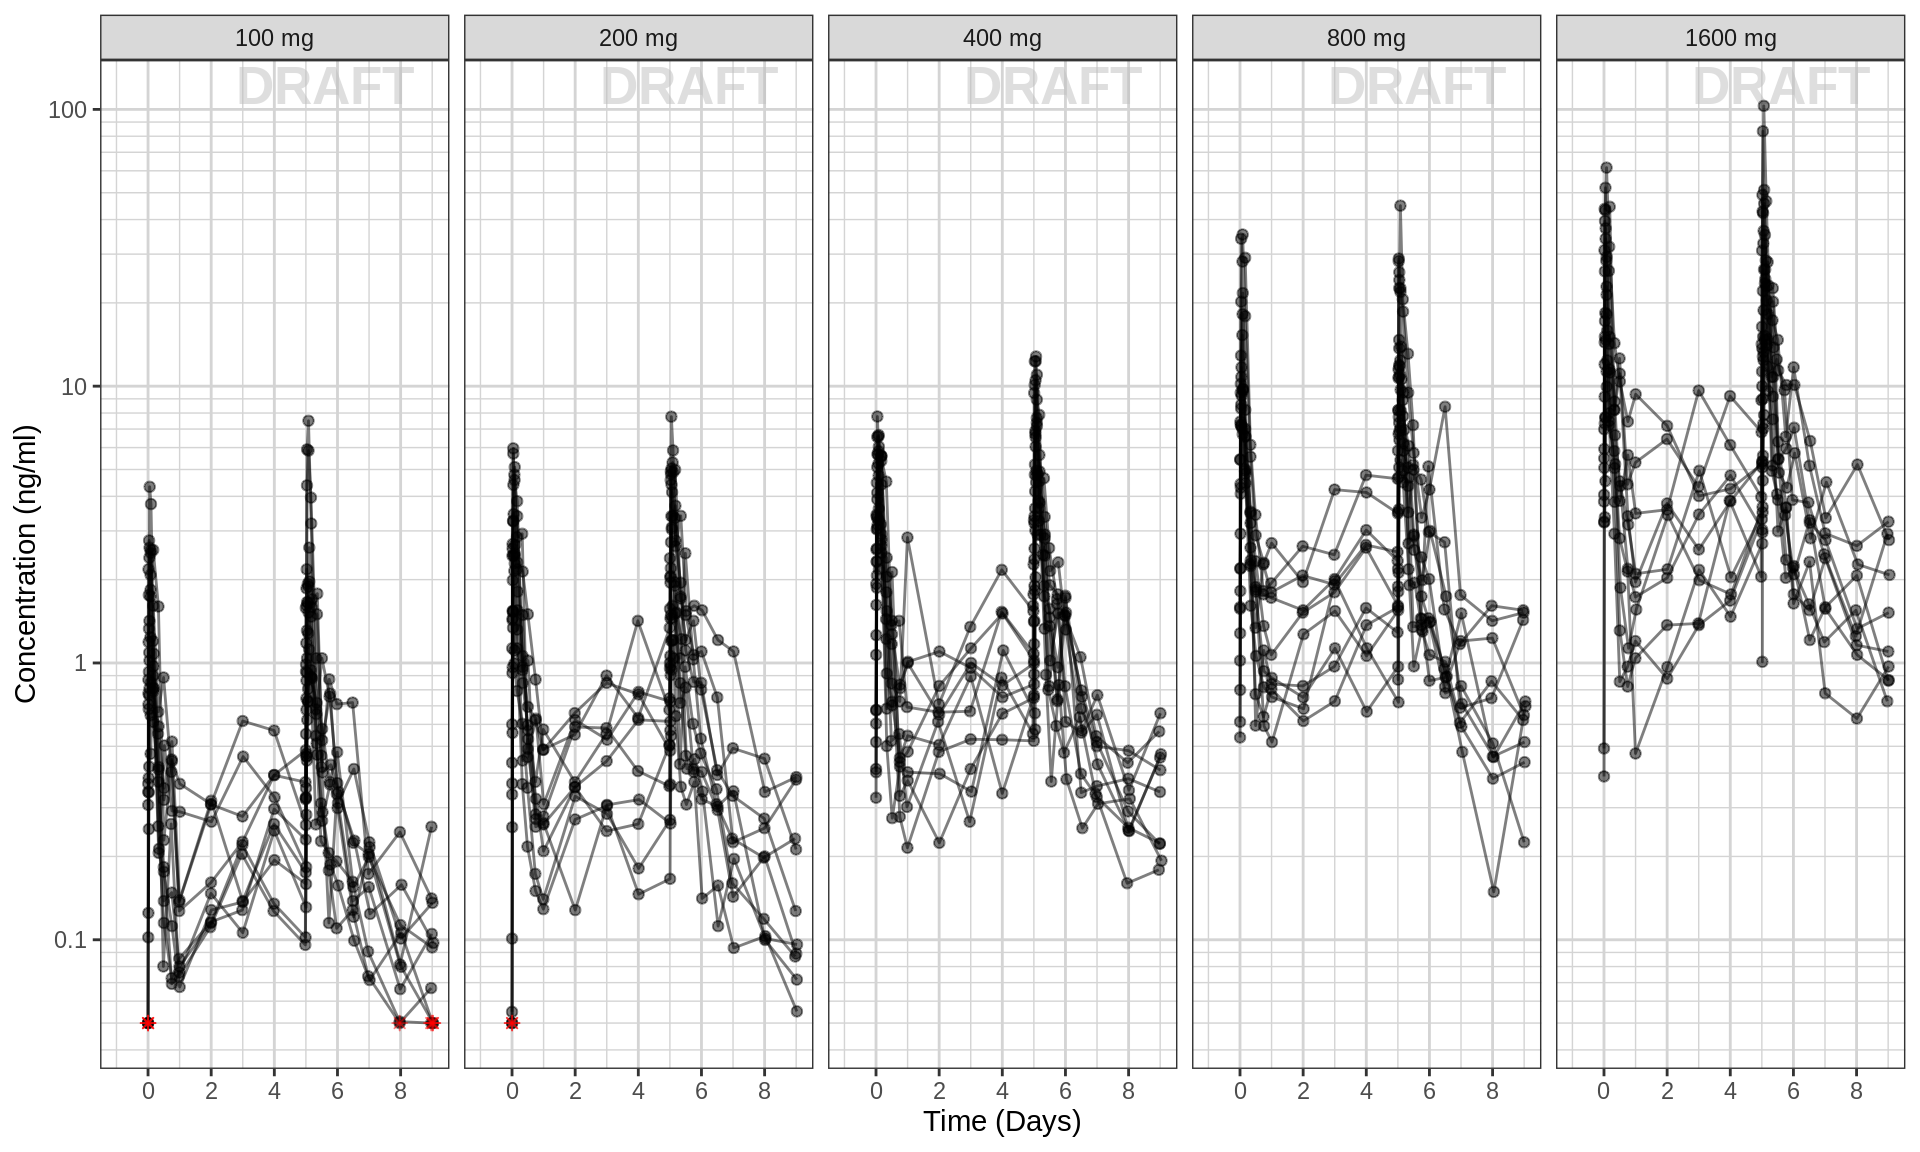 100 mg 200 mg 400 mg 800 mg 1600 mg
DRAFT DRAFT DRAFT DRAFT DRAFT
100
10
1
0.1
Concentration (ng/ml)
0 2 4 6 8 0 2 4 6 8 0 2 4 6 8 0 2 4 6 8 0 2 4 6 8
Time (Days)